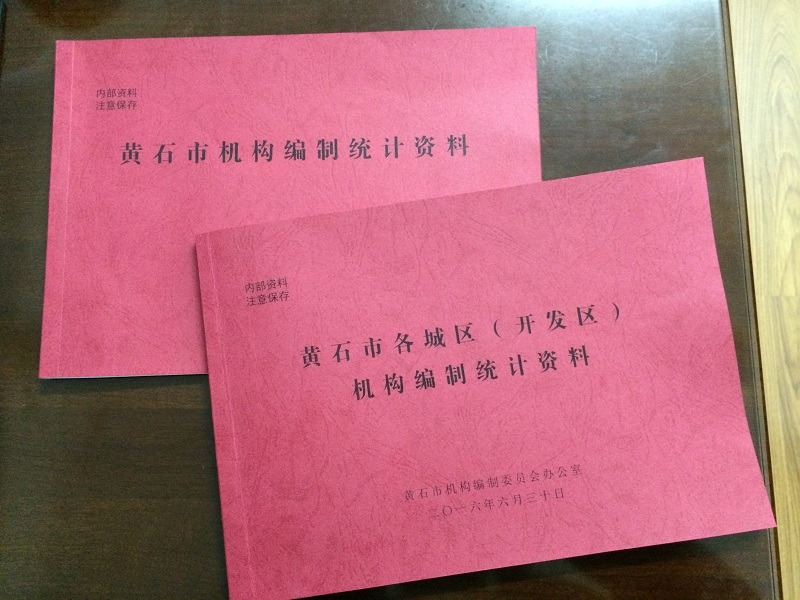 内部资料
注意保存
黄石市机构编制统计资料
内部资料
注意保存
黄石市各城区（开发区）
机构编制统计资料
黄石市机构编制委员会办公室
二〇一六年六月三十日